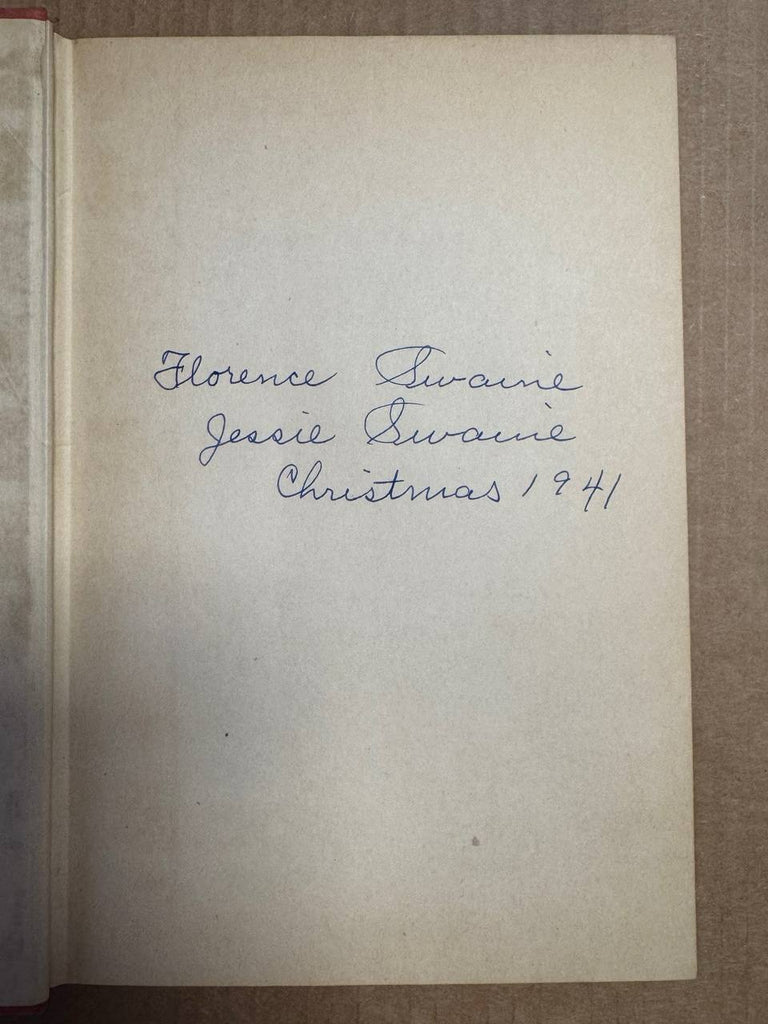 Florence Swaine
Jessie Swaine
Christmas 1941